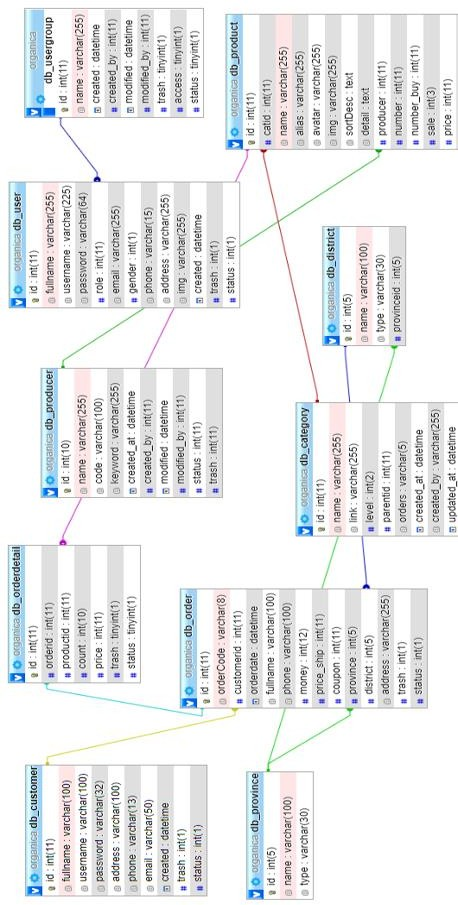 organica db_usergroup
id : int(11)
name : varchar(255)
created : datetime
created_by : int(11)
modified : datetime
modified_by : int(11)
trash : tinyint(1)
access : tinyint(1)
status : tinyint(1)
organica db_product
id : int(11)
catid : int(11)
name : varchar(255)
alias : varchar(255)
avatar : varchar(255)
img : varchar(255)
sortDesc : text
detail : text
producer : int(11)
number : int(11)
number_buy : int(11)
sale : int(3)
price : int(11)
organica db_user
id : int(11)
fullname : varchar(255)
username : varchar(225)
password : varchar(64)
role : int(11)
email : varchar(255)
gender : int(1)
phone : varchar(15)
address : varchar(255)
img : varchar(255)
created : datetime
trash : int(1)
status : int(1)
organica db_district
id : int(5)
name : varchar(100)
type : varchar(30)
provinceid : int(5)
organica db_producer
id : int(10)
name : varchar(255)
code : varchar(100)
keyword : varchar(255)
created_at : datetime
created_by : int(11)
modified : datetime
modified_by : int(11)
status : int(11)
trash : int(11)
organica db_category
id : int(11)
name : varchar(255)
link : varchar(255)
level : int(2)
parentid : int(11)
orders : varchar(5)
created_at : datetime
created_by : varchar(255)
updated_at : datetime
organica db_orderdetail
id : int(11)
orderid : int(11)
productid : int(11)
count : int(10)
price : int(11)
trash : tinyint(1)
status : tinyint(1)
organica db_order
id : int(11)
orderCode : varchar(8)
customerid : int(11)
orderdate : datetime
fullname : varchar(100)
phone : varchar(100)
money : int(12)
price_ship : int(11)
coupon : int(11)
province : int(5)
district : int(5)
address : varchar(255)
trash : int(1)
status : int(1)
organica db_customer
id : int(11)
fullname : varchar(100)
username : varchar(100)
password : varchar(32)
address : varchar(100)
phone : varchar(13)
email : varchar(50)
created : datetime
trash : int(1)
status : int(1)
organica db_province
id : int(5)
name : varchar(100)
type : varchar(30)